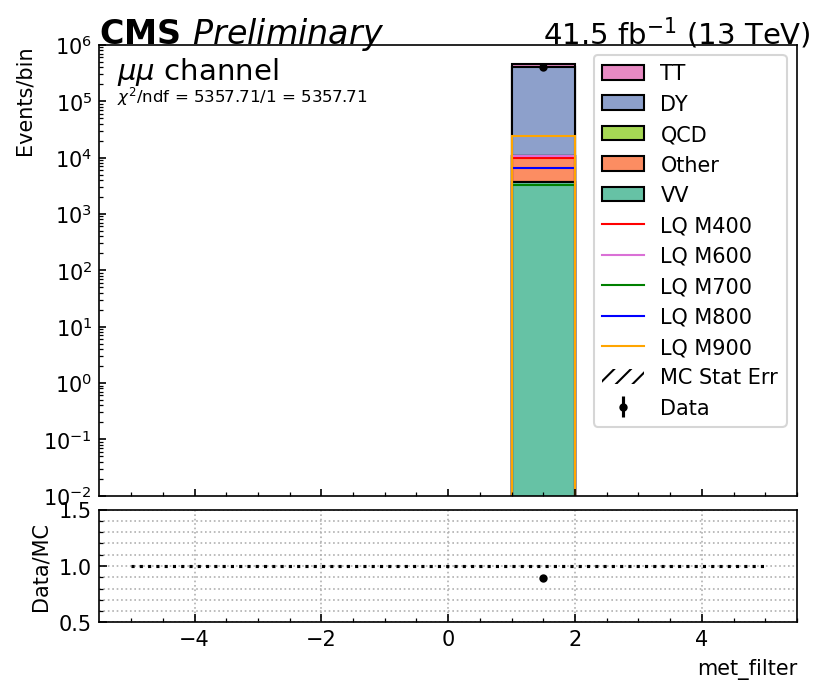 CMS Preliminary
41.5 fb⁻¹ (13 TeV)
Events/bin
10⁶
10⁵
10⁴
10³
10²
10¹
10⁰
10⁻¹
10⁻²
μμ channel
χ²/ndf = 5357.71/1 = 5357.71
TT
DY
QCD
Other
VV
LQ M400
LQ M600
LQ M700
LQ M800
LQ M900
MC Stat Err
Data
Data/MC
1.5
1.0
0.5
−4
−2
0
2
4
met_filter